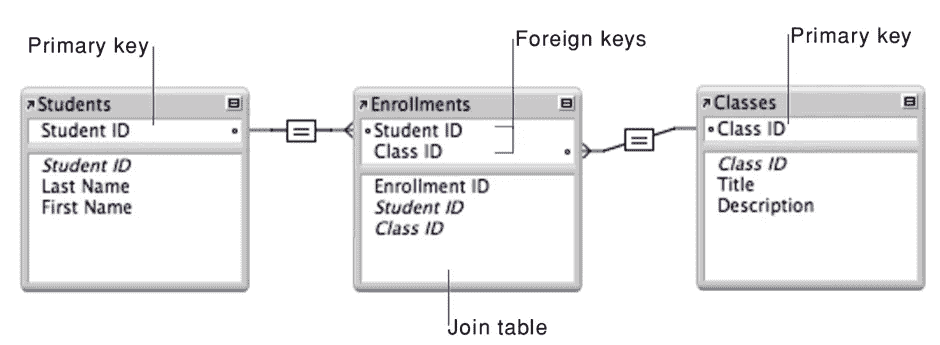 Primary key
Foreign keys
Primary key
Students
Student ID
Student ID
Last Name
First Name
Enrollments
Student ID
Class ID
Enrollment ID
Student ID
Class ID
Classes
Class ID
Class ID
Title
Description
Join table